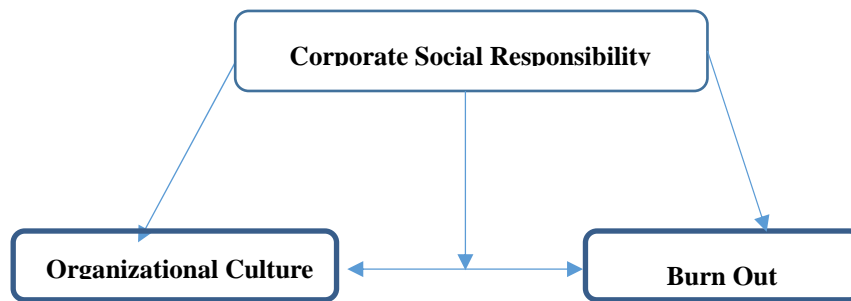 Corporate Social Responsibility
Organizational Culture
Burn Out